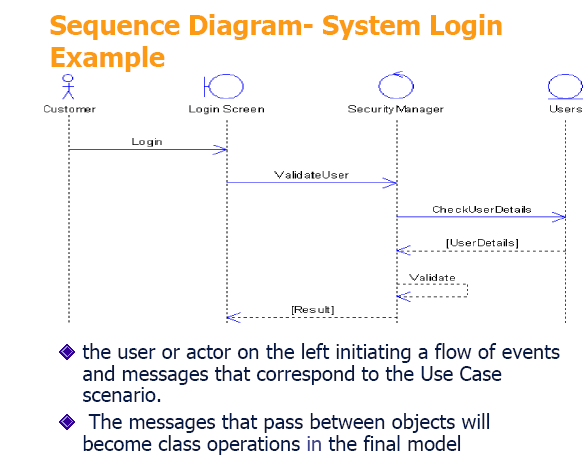 Sequence Diagram- System Login
Example
Customer
Login Screen
SecurityManager
Users
Login
ValidateUser
CheckUserDetails
[UserDetails]
Validate
[Result]
the user or actor on the left initiating a flow of events
and messages that correspond to the Use Case
scenario.
The messages that pass between objects will
become class operations in the final model